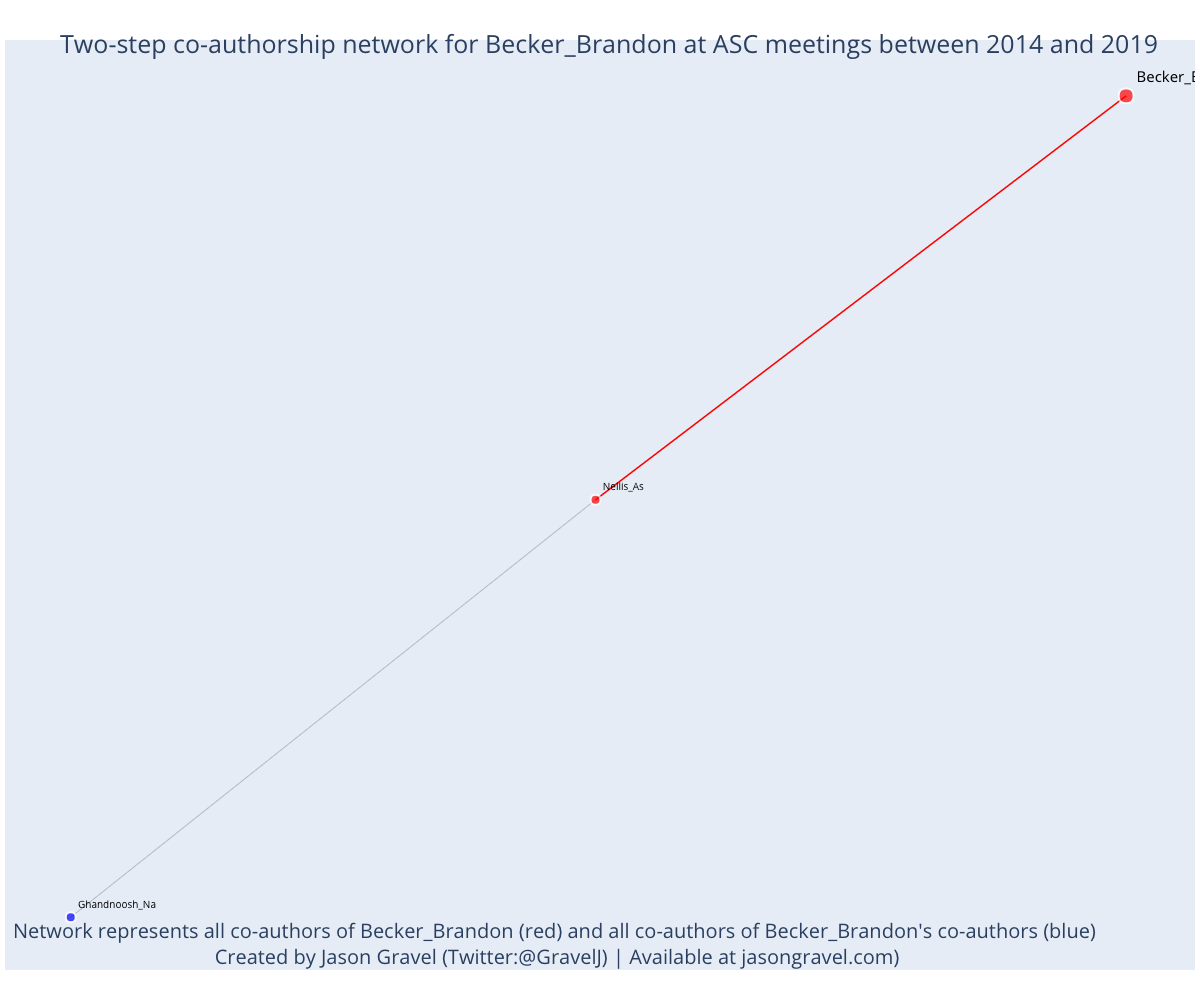 Two-step co-authorship network for Becker_Brandon at ASC meetings between 2014 and 2019
Becker_B
Nellis_As
Ghandnoosh_Na
Network represents all co-authors of Becker_Brandon (red) and all co-authors of Becker_Brandon's co-authors (blue)
Created by Jason Gravel (Twitter:@GravelJ) | Available at jasongravel.com)